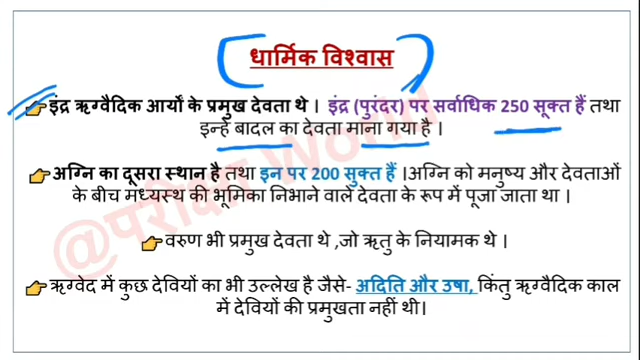 धार्मिक विश्वास
👉 इंद्र ऋग्वैदिक आर्यों के प्रमुख देवता थे । इंद्र (पुरंदर) पर सर्वाधिक 250 सूक्त हैं तथा
इन्हे बादल का देवता माना गया है ।
👉 अग्नि का दूसरा स्थान है तथा इन पर 200 सुक्त हैं ।अग्नि को मनुष्य और देवताओं
के बीच मध्यस्थ की भूमिका निभाने वाले देवता के रूप में पूजा जाता था ।
👉 वरुण भी प्रमुख देवता थे ,जो ऋतु के नियामक थे ।
👉 ऋग्वेद में कुछ देवियों का भी उल्लेख है जैसे- अदिति और उषा, किंतु ऋग्वैदिक काल
में देवियों की प्रमुखता नहीं थी।
@परीक्षा World